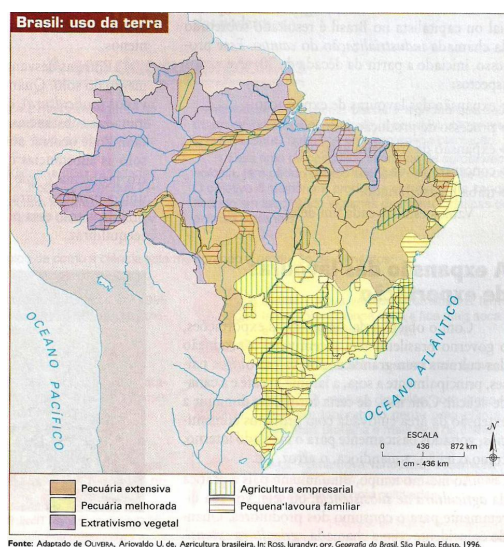 Brasil: uso da terra
OCEANO PACÍFICO
OCEANO ATLÂNTICO
N
ESCALA
0 436 872 km
1 cm - 436 km
Pecuária extensiva
Pecuária melhorada
Extrativismo vegetal
Agricultura empresarial
Pequena lavoura familiar
Fonte: Adaptado de OLIVEIRA, Ariovaldo U. de. Agricultura brasileira. In: ROSS, Jurandyr, org. Geografia do Brasil. São Paulo, Edusp, 1996.